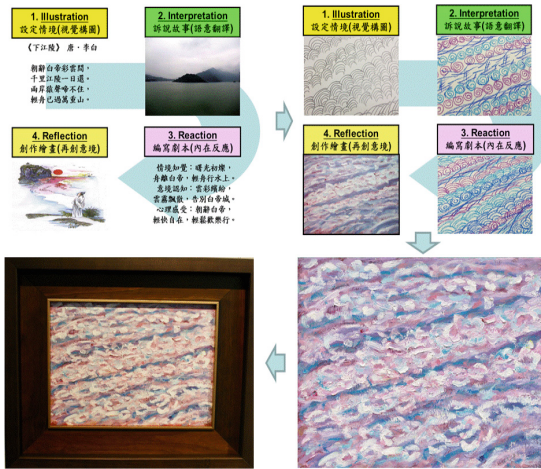 1. Illustration
設定情境(視覺構圖)
《下江陵》 唐．李白
朝辭白帝彩雲間，
千里江陵一日還。
兩岸猿聲啼不住，
輕舟已過萬重山。
2. Interpretation
訴說故事(語意翻譯)
4. Reflection
創作繪畫(再創意境)
3. Reaction
編寫劇本(內在反應)
情境知覺：曙光初燦，
身離白帝，輕舟行水上。
意境認知：雲彩繽紛，
雲霧，告別白帝城。
心理感受：朝辭白帝，
輕快自在，輕鬆歡樂行。
1. Illustration
設定情境(視覺構圖)
2. Interpretation
訴說故事(語意翻譯)
4. Reflection
創作繪畫(再創意境)
3. Reaction
編寫劇本(內在反應)